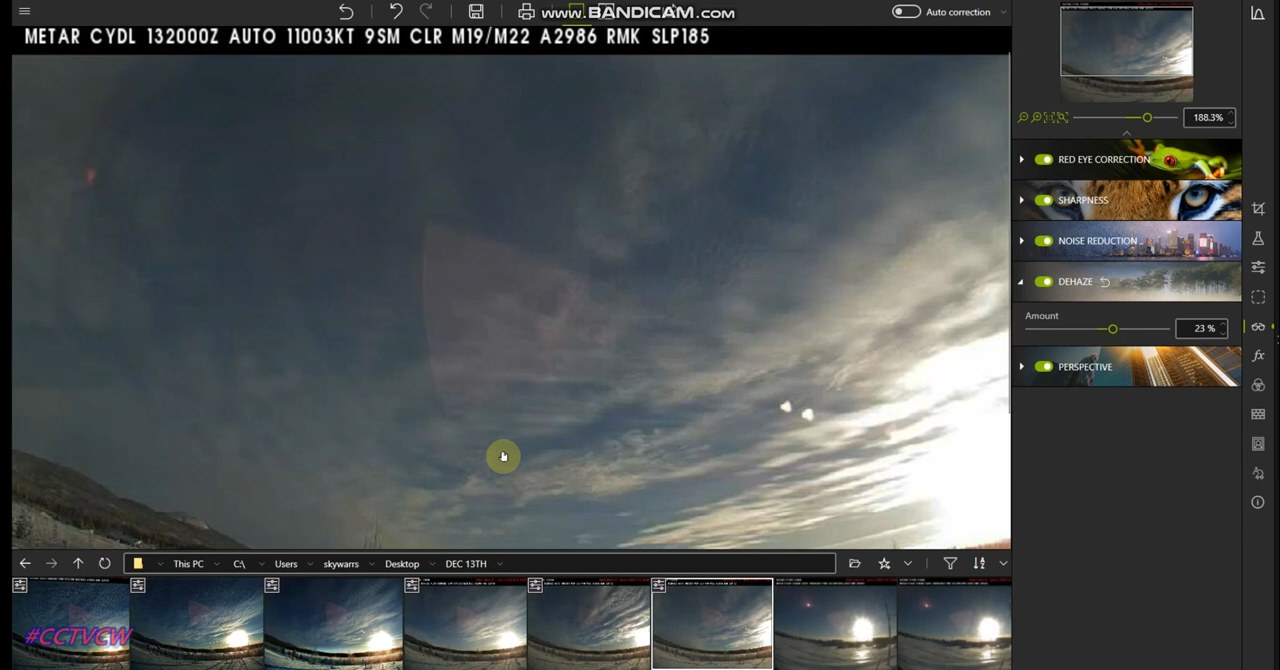 www.BANDICAM.com
Auto correction
METAR CYDL 132000Z AUTO 11003KT 9SM CLR M19/M22 A2986 RMK SLP185
188.3%
RED EYE CORRECTION
SHARPNESS
NOISE REDUCTION
DEHAZE
Amount
23 %
PERSPECTIVE
This PC
C:\
Users
skywarrs
Desktop
DEC 13TH
#CCTVCW